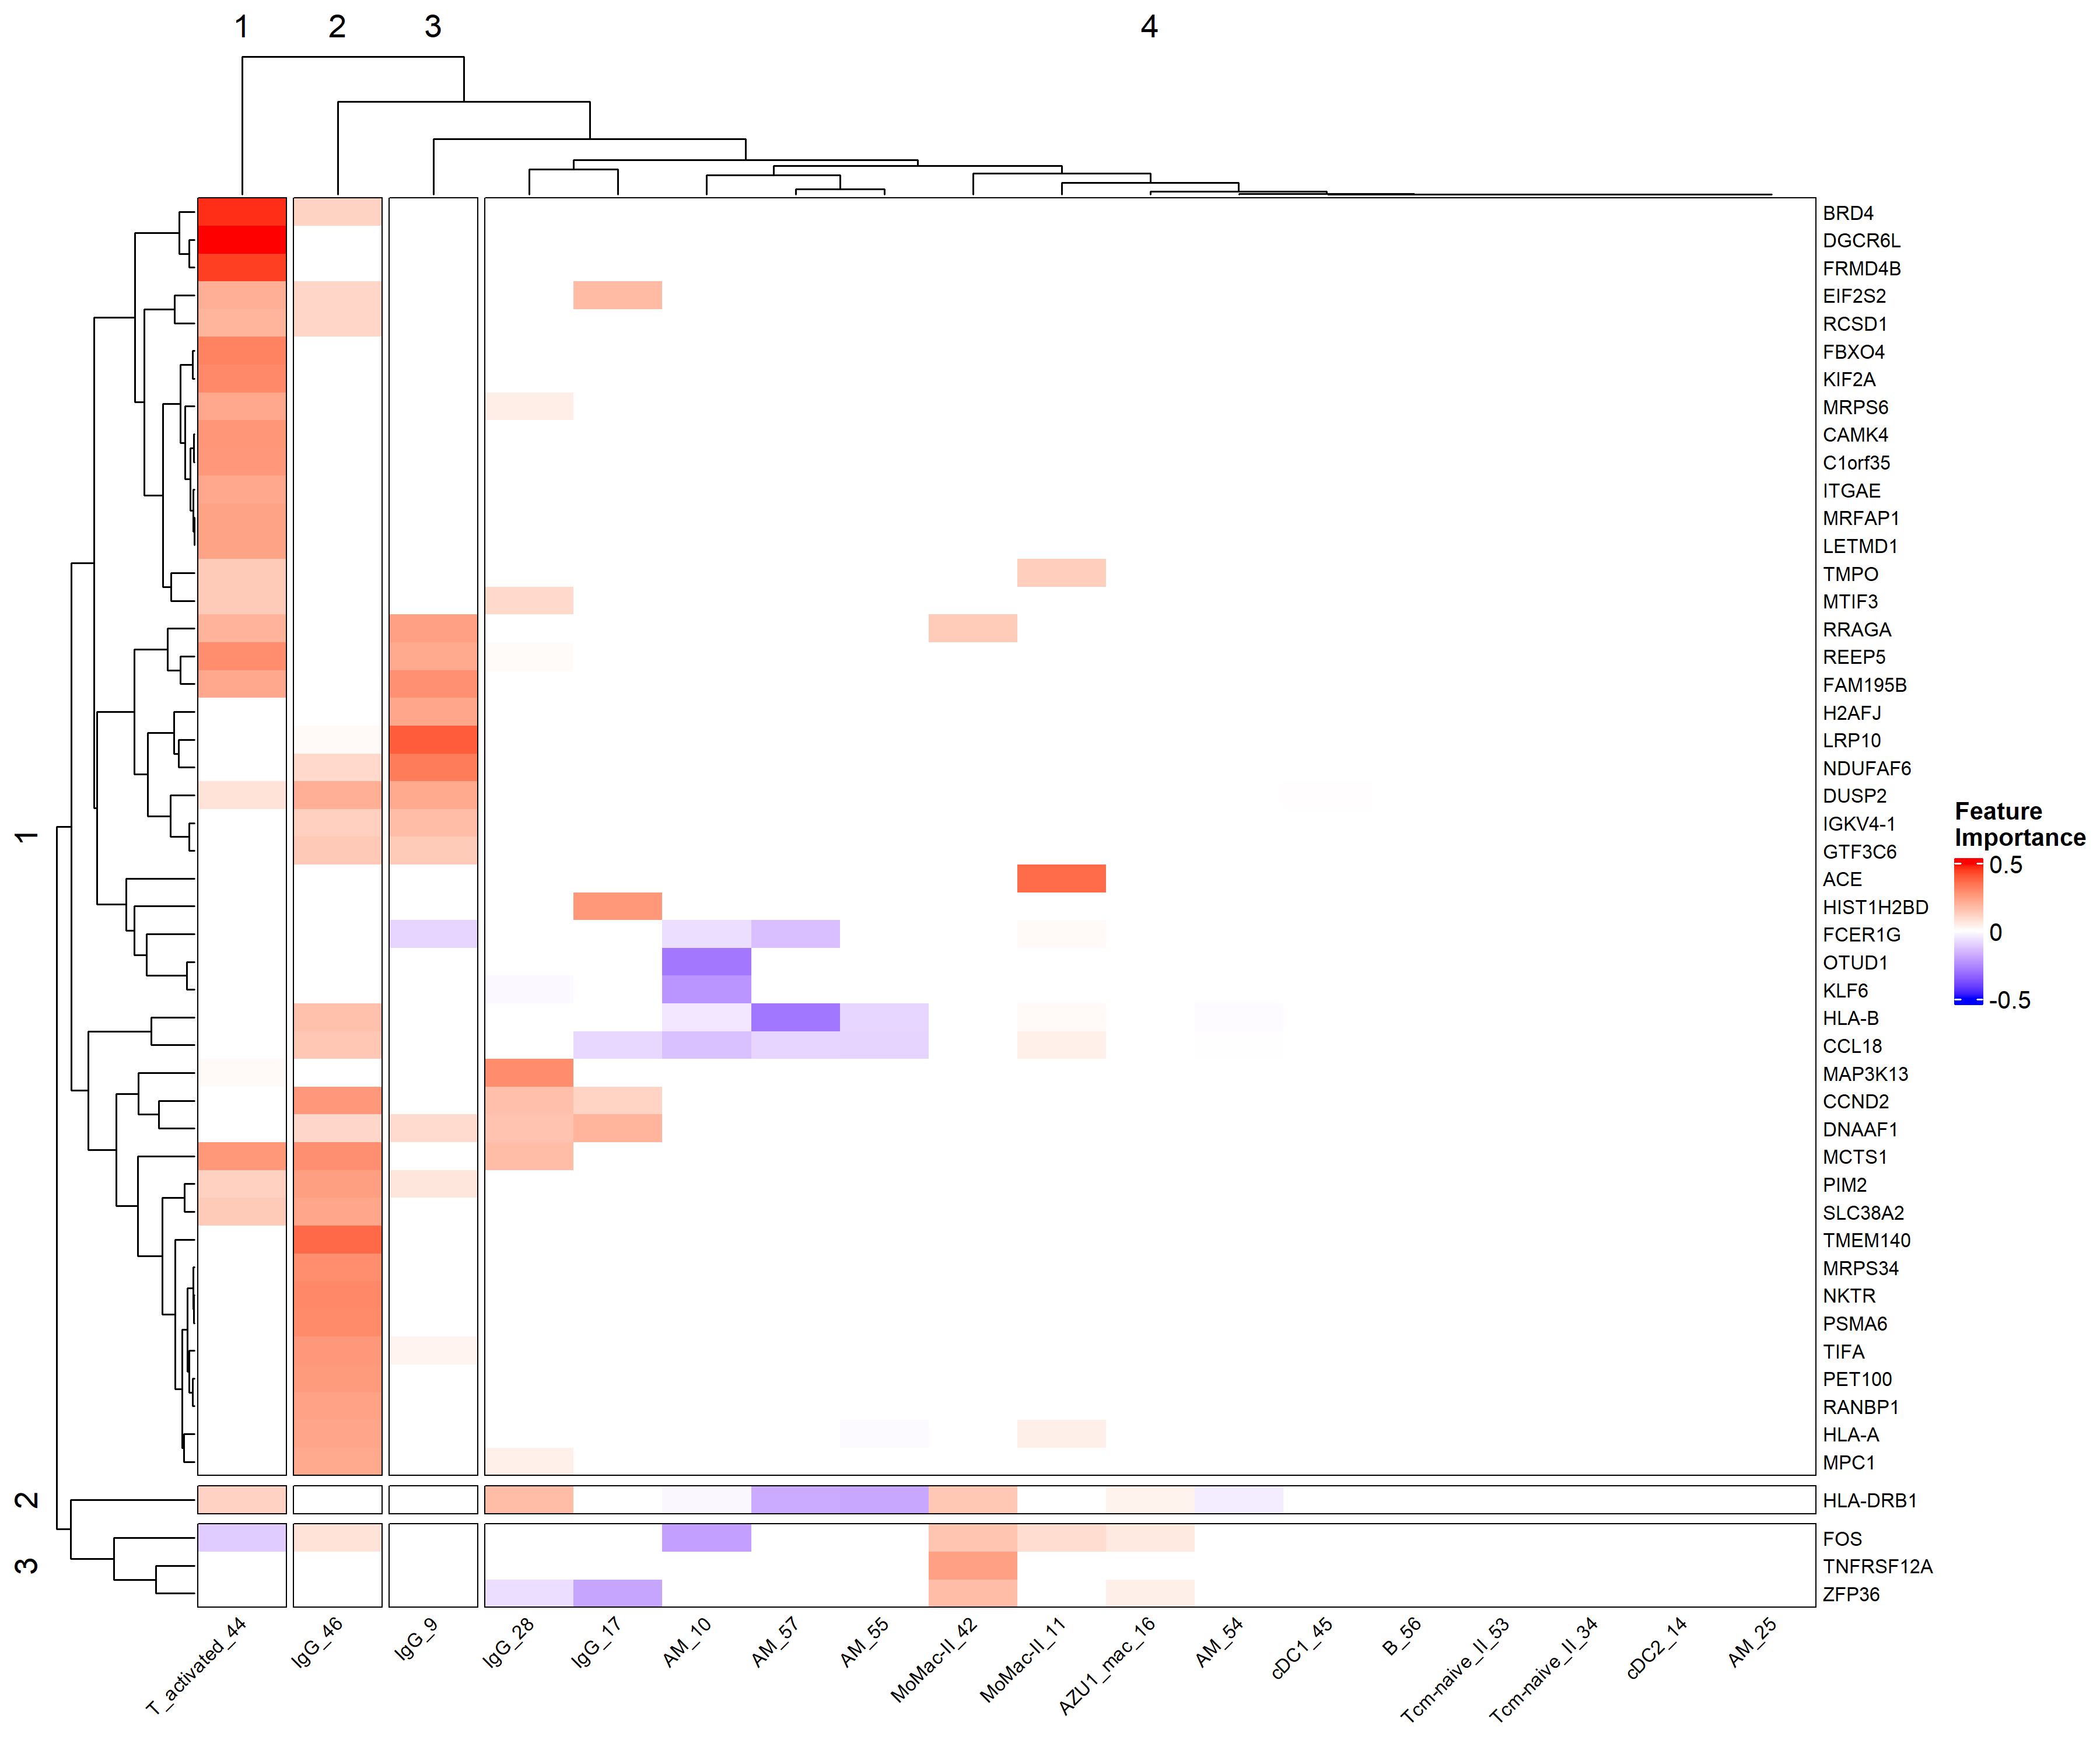 1 2 3 4
BRD4
DGCR6L
FRMD4B
EIF2S2
RCSD1
FBXO4
KIF2A
MRPS6
CAMK4
C1orf35
ITGAE
MRFAP1
LETMD1
TMPO
MTIF3
RRAGA
REEP5
FAM195B
H2AFJ
LRP10
NDUFAF6
DUSP2
IGKV4-1
GTF3C6
ACE
HIST1H2BD
FCER1G
OTUD1
KLF6
HLA-B
CCL18
MAP3K13
CCND2
DNAAF1
MCTS1
PIM2
SLC38A2
TMEM140
MRPS34
NKTR
PSMA6
TIFA
PET100
RANBP1
HLA-A
MPC1
HLA-DRB1
FOS
TNFRSF12A
ZFP36
1
2
3
Feature
Importance
0.5
0
-0.5
T_activated_44
IgG_46
IgG_9
IgG_28
IgG_17
AM_10
AM_57
AM_55
MoMac-II_42
MoMac-II_11
AZU1_mac_16
AM_54
cDC1_45
B_56
Tcm-naive_II_53
Tcm-naive_II_34
cDC2_14
AM_25